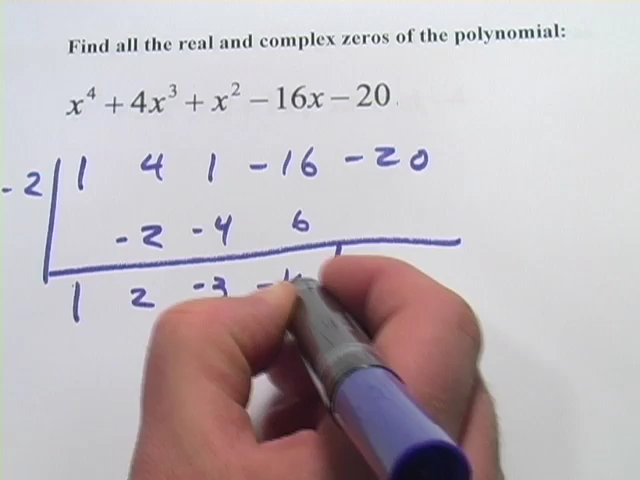 Find all the real and complex zeros of the polynomial:
x⁴ + 4x³ + x² − 16x − 20
-2 | 1 4 1 -16 -20
-2 -4 6
1 2 -3